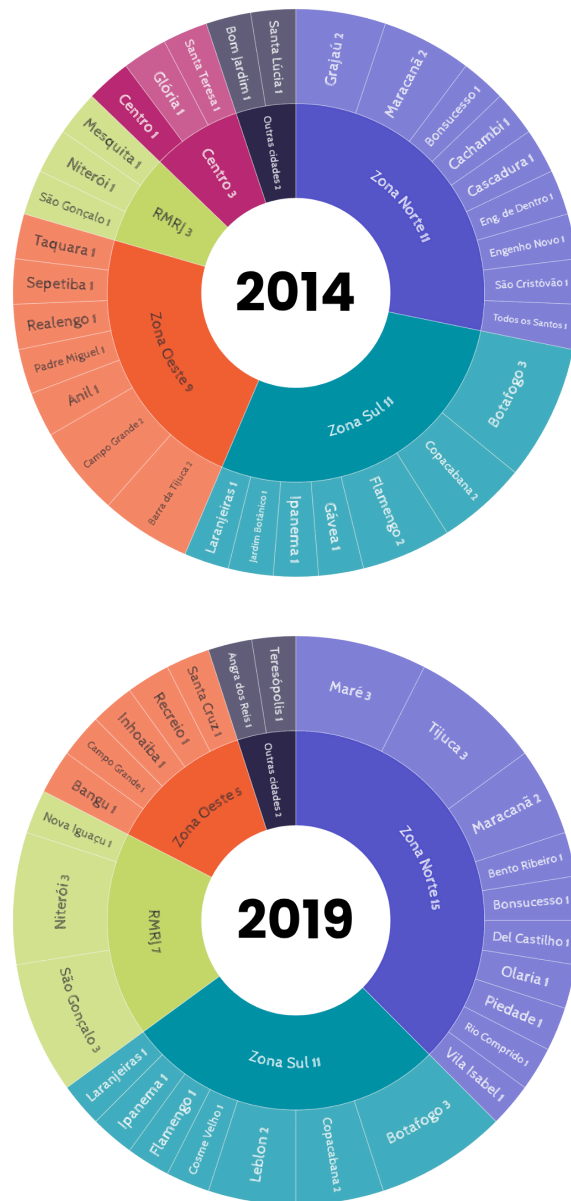 2014
Zona Norte 11
Grajaú 2
Maracanã 2
Bonsucesso 1
Cachambi 1
Cascadura 1
Eng. de Dentro 1
Engenho Novo 1
São Cristóvão 1
Todos os Santos 1
Zona Sul 11
Botafogo 3
Copacabana 2
Flamengo 2
Gávea 1
Ipanema 1
Jardim Botânico 1
Laranjeiras 1
Zona Oeste 9
Barra da Tijuca 2
Campo Grande 2
Anil 1
Padre Miguel 1
Realengo 1
Sepetiba 1
Taquara 1
RMRJ 3
São Gonçalo 1
Niterói 1
Mesquita 1
Centro 3
Centro 1
Glória 1
Santa Teresa 1
Outras cidades 2
Bom Jardim 1
Santa Lúcia 1
2019
Zona Norte 15
Maré 3
Tijuca 3
Maracanã 2
Bento Ribeiro 1
Bonsucesso 1
Del Castilho 1
Olaria 1
Piedade 1
Rio Comprido 1
Vila Isabel 1
Zona Sul 11
Botafogo 3
Copacabana 2
Leblon 2
Cosme Velho 1
Flamengo 1
Ipanema 1
Laranjeiras 1
RMRJ 7
São Gonçalo 3
Niterói 3
Nova Iguaçu 1
Zona Oeste 5
Bangu 1
Campo Grande 1
Inhoaíba 1
Recreio 1
Santa Cruz 1
Outras cidades 2
Angra dos Reis 1
Teresópolis 1